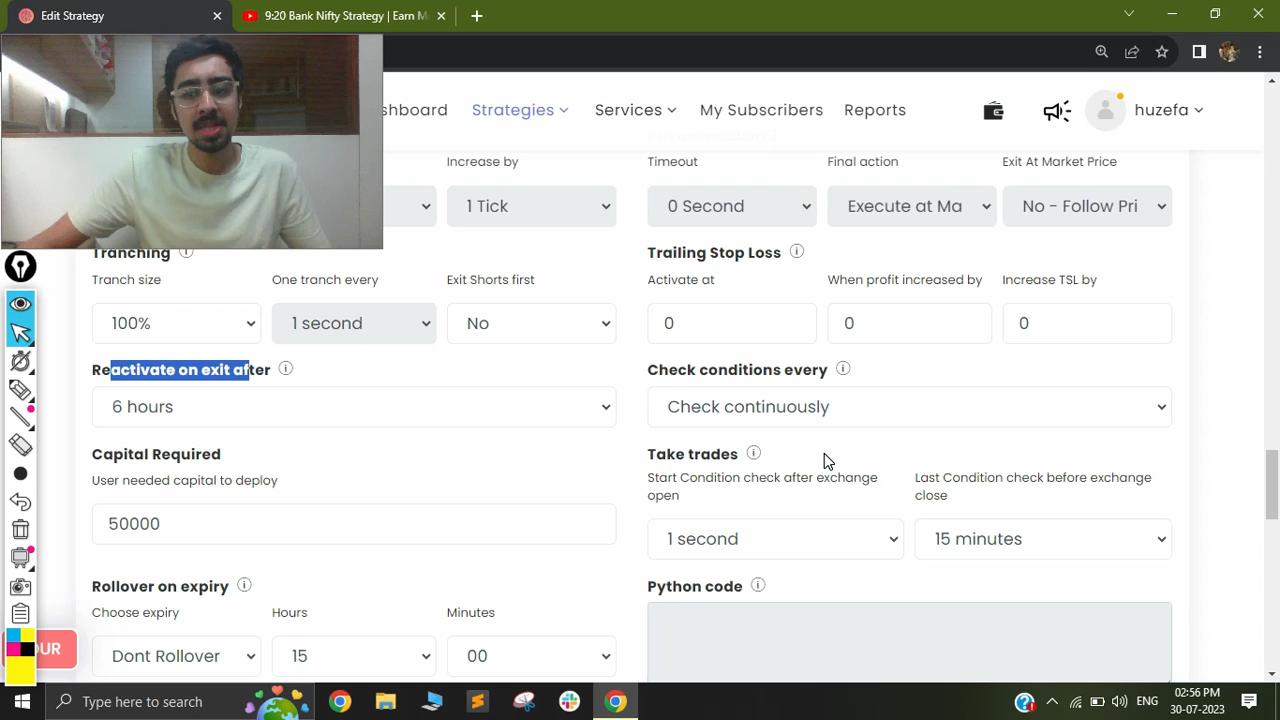 Edit Strategy
9:20 Bank Nifty Strategy | Earn M
shboard
Strategies
Services
My Subscribers
Reports
huzefa
Increase by
Timeout
Final action
Exit At Market Price
1 Tick
0 Second
Execute at Ma
No - Follow Pri
Tranching
Trailing Stop Loss
Tranch size
One tranch every
Exit Shorts first
Activate at
When profit increased by
Increase TSL by
100%
1 second
No
0
0
0
Reactivate on exit after
Check conditions every
6 hours
Check continuously
Capital Required
Take trades
User needed capital to deploy
Start Condition check after exchange
open
Last Condition check before exchange
close
50000
1 second
15 minutes
Rollover on expiry
Python code
Choose expiry
Hours
Minutes
Dont Rollover
15
00
OUR
Type here to search
ENG
02:56 PM
30-07-2023